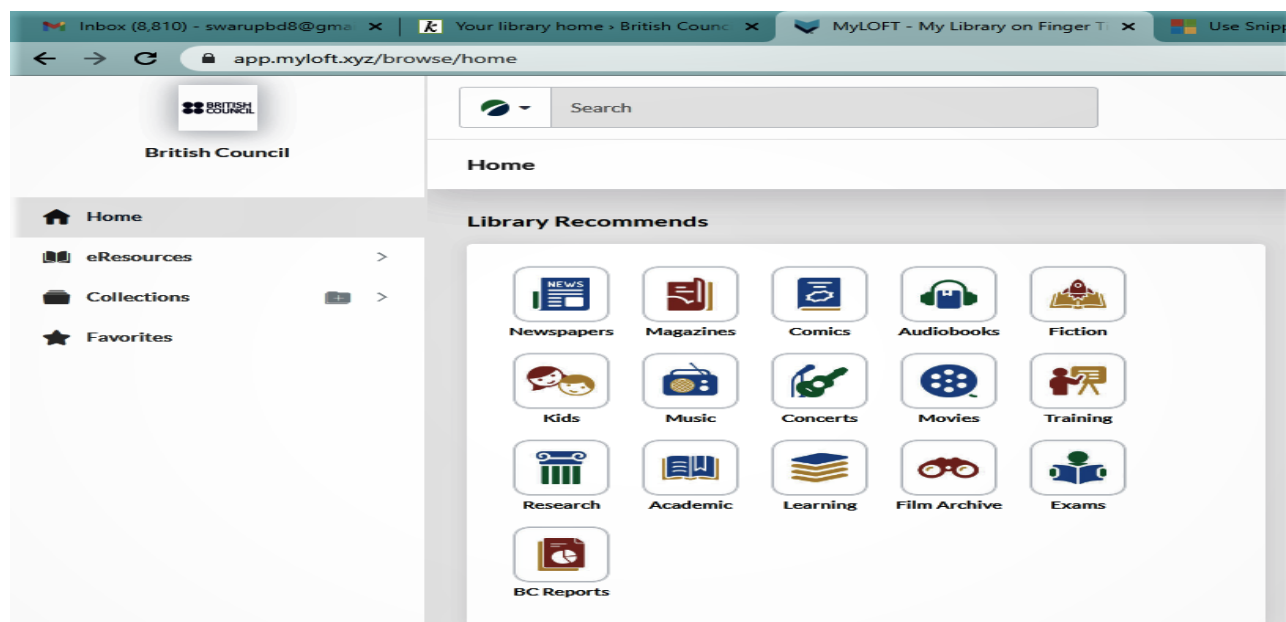 Inbox (8,810) - swarupbd8@gma
Your library home › British Counc
MyLOFT - My Library on Finger Ti
Use Snipp
app.myloft.xyz/browse/home
BRITISH
COUNCIL
British Council
Search
Home
Home
eResources
Collections
Favorites
Library Recommends
NEWS
Newspapers Magazines Comics Audiobooks Fiction
Kids Music Concerts Movies Training
Research Academic Learning Film Archive Exams
BC Reports